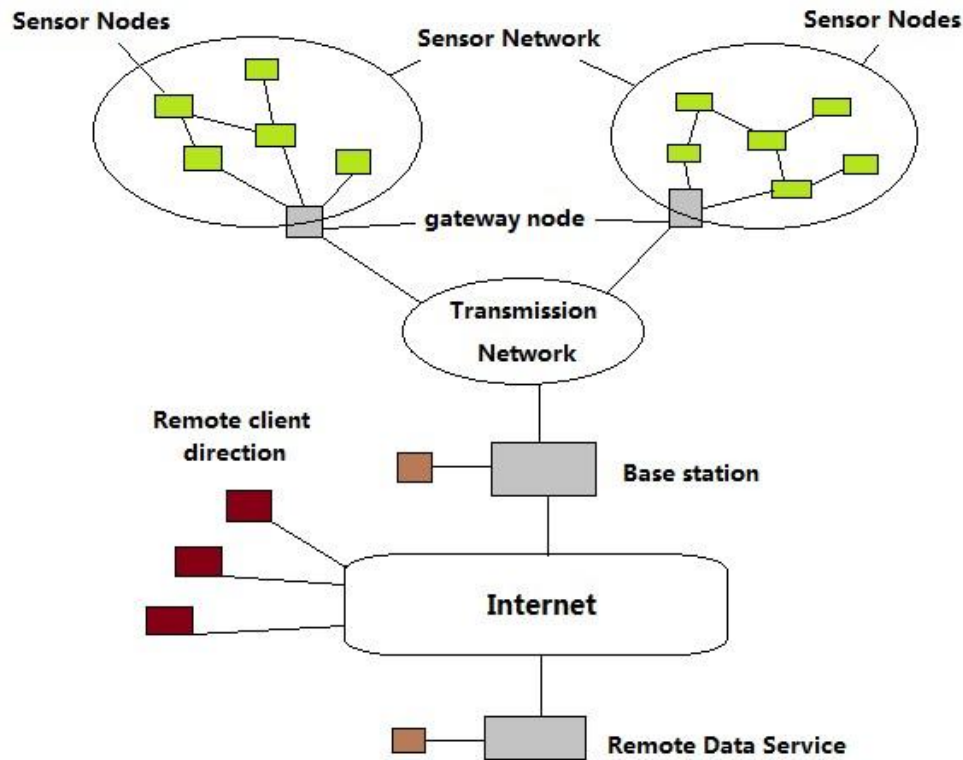 Sensor Nodes
Sensor Network
Sensor Nodes
gateway node
Transmission
Network
Remote client
direction
Base station
Internet
Remote Data Service